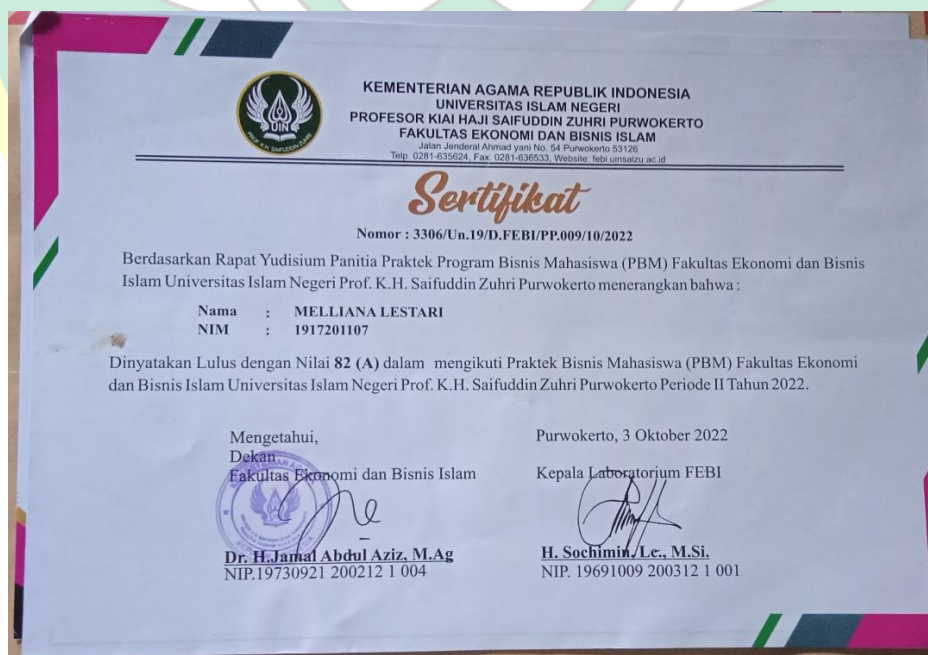 KEMENTERIAN AGAMA REPUBLIK INDONESIA
UNIVERSITAS ISLAM NEGERI
PROFESOR KIAI HAJI SAIFUDDIN ZUHRI PURWOKERTO
FAKULTAS EKONOMI DAN BISNIS ISLAM
Jalan Jenderal Ahmad yani No. 54 Purwokerto 53126
Telp. 0281-635624, Fax. 0281-636533, Website: febi.uinsaizu.ac.id
UIN
Sertifikat
Nomor : 3306/Un.19/D.FEBI/PP.009/10/2022
Berdasarkan Rapat Yudisium Panitia Praktek Program Bisnis Mahasiswa (PBM) Fakultas Ekonomi dan Bisnis
Islam Universitas Islam Negeri Prof. K.H. Saifuddin Zuhri Purwokerto menerangkan bahwa :
Nama : MELLIANA LESTARI
NIM : 1917201107
Dinyatakan Lulus dengan Nilai 82 (A) dalam mengikuti Praktek Bisnis Mahasiswa (PBM) Fakultas Ekonomi
dan Bisnis Islam Universitas Islam Negeri Prof. K.H. Saifuddin Zuhri Purwokerto Periode II Tahun 2022.
Mengetahui,
Dekan
Fakultas Ekonomi dan Bisnis Islam
Dr. H.Jamal Abdul Aziz, M.Ag
NIP.19730921 200212 1 004
Purwokerto, 3 Oktober 2022
Kepala Laboratorium FEBI
H. Sochimin, Lc., M.Si.
NIP. 19691009 200312 1 001